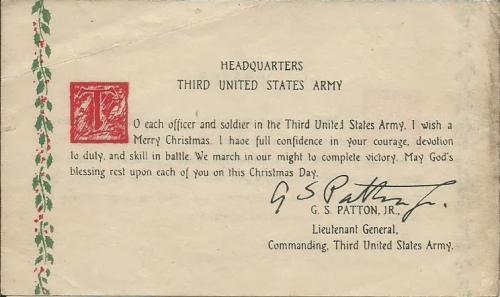 HEADQUARTERS
THIRD UNITED STATES ARMY
TO each officer and soldier in the Third United States Army, I wish a
Merry Christmas. I have full confidence in your courage, devotion
to duty, and skill in battle. We march in our might to complete victory. May God's
blessing rest upon each of you on this Christmas Day.
G S Patton Jr.
G. S. PATTON, JR.,
Lieutenant General,
Commanding, Third United States Army.